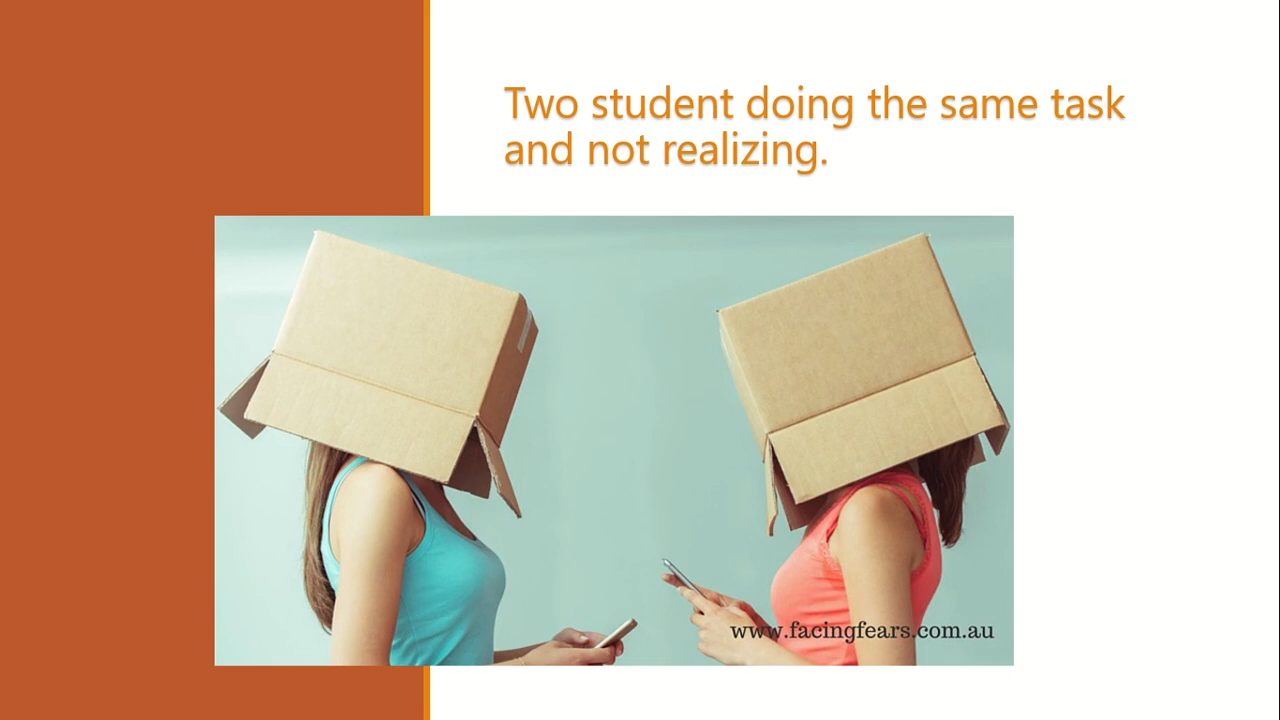 Two student doing the same task
and not realizing.
www.facingfears.com.au